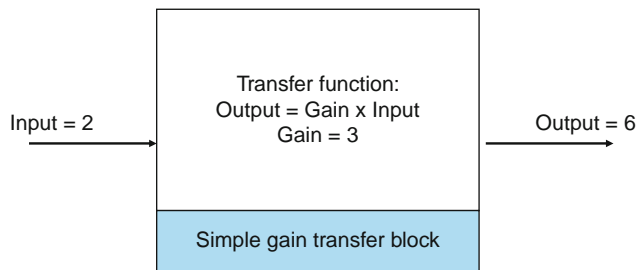 Transfer function:
Output = Gain x Input
Gain = 3
Input = 2
Output = 6
Simple gain transfer block